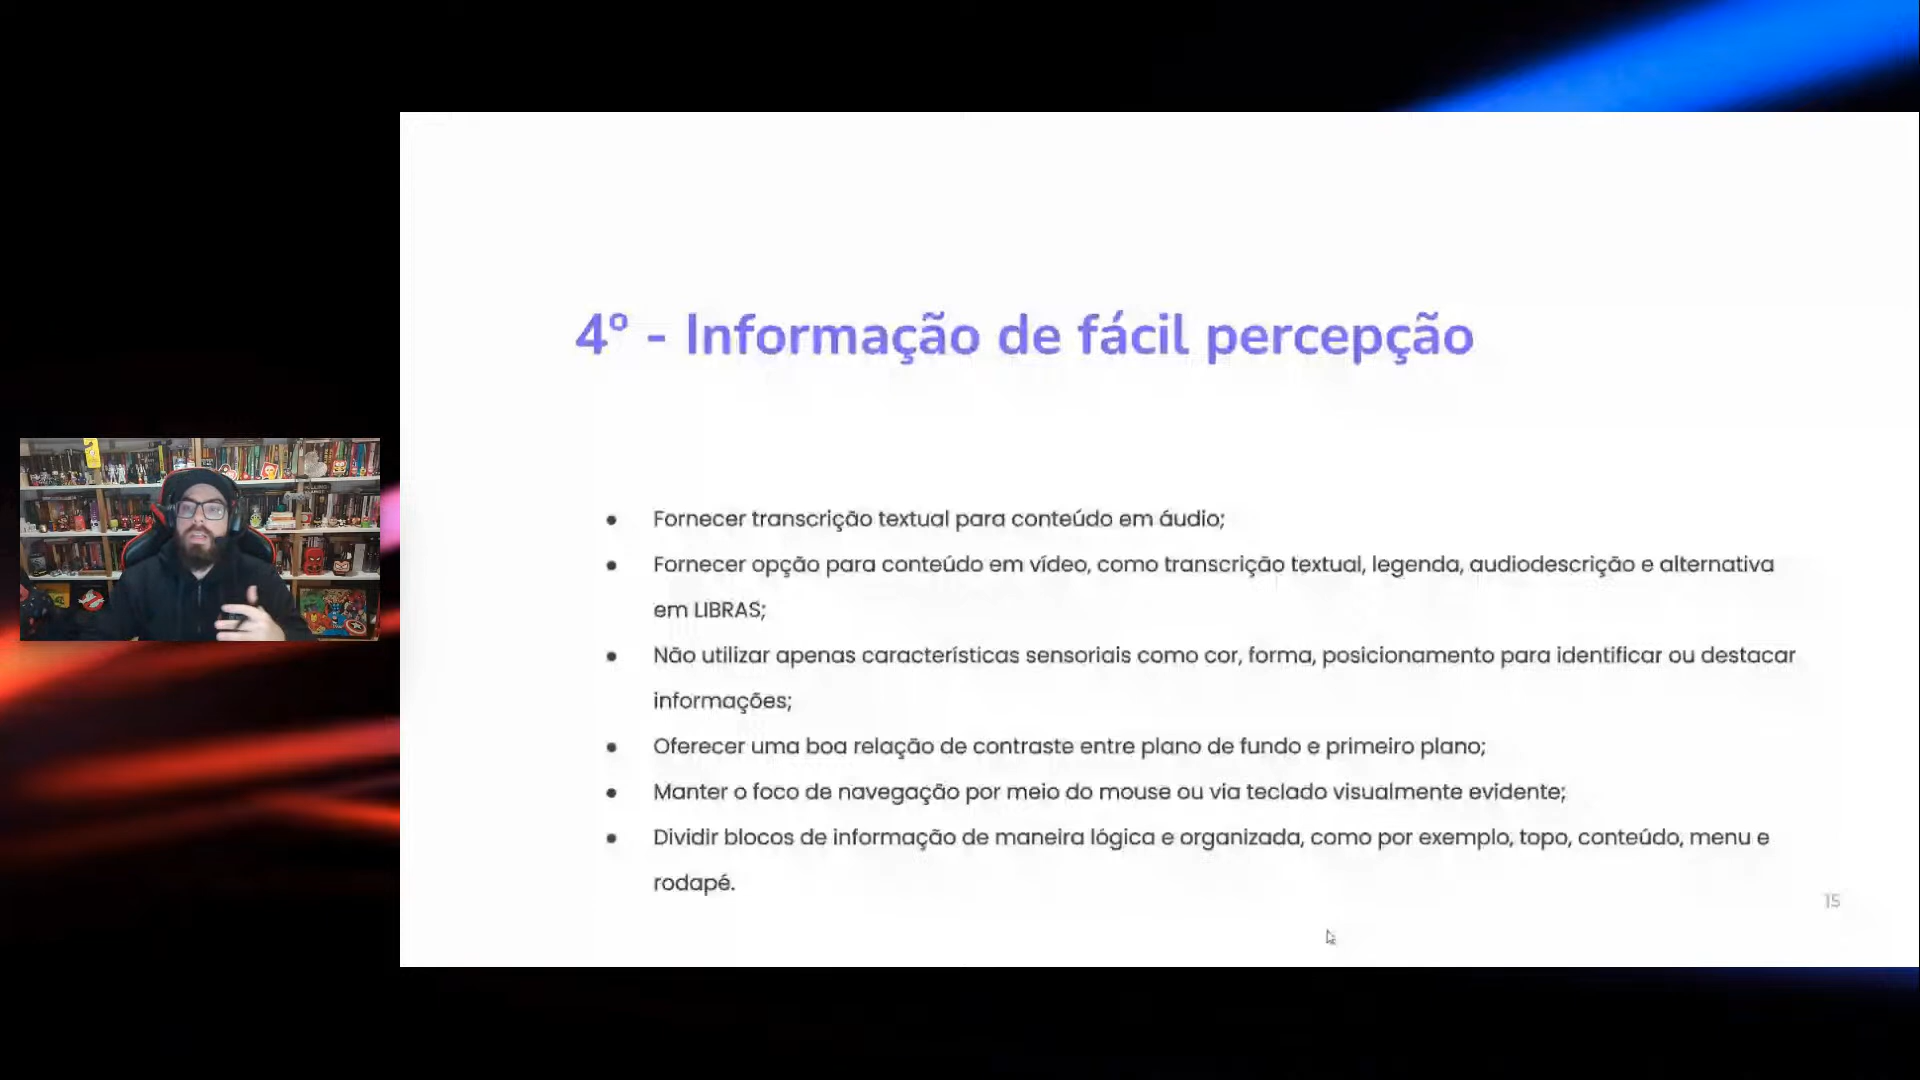 4º - Informação de fácil percepção
● Fornecer transcrição textual para conteúdo em áudio;
● Fornecer opção para conteúdo em vídeo, como transcrição textual, legenda, audiodescrição e alternativa
em LIBRAS;
● Não utilizar apenas características sensoriais como cor, forma, posicionamento para identificar ou destacar
informações;
● Oferecer uma boa relação de contraste entre plano de fundo e primeiro plano;
● Manter o foco de navegação por meio do mouse ou via teclado visualmente evidente;
● Dividir blocos de informação de maneira lógica e organizada, como por exemplo, topo, conteúdo, menu e
rodapé.
15